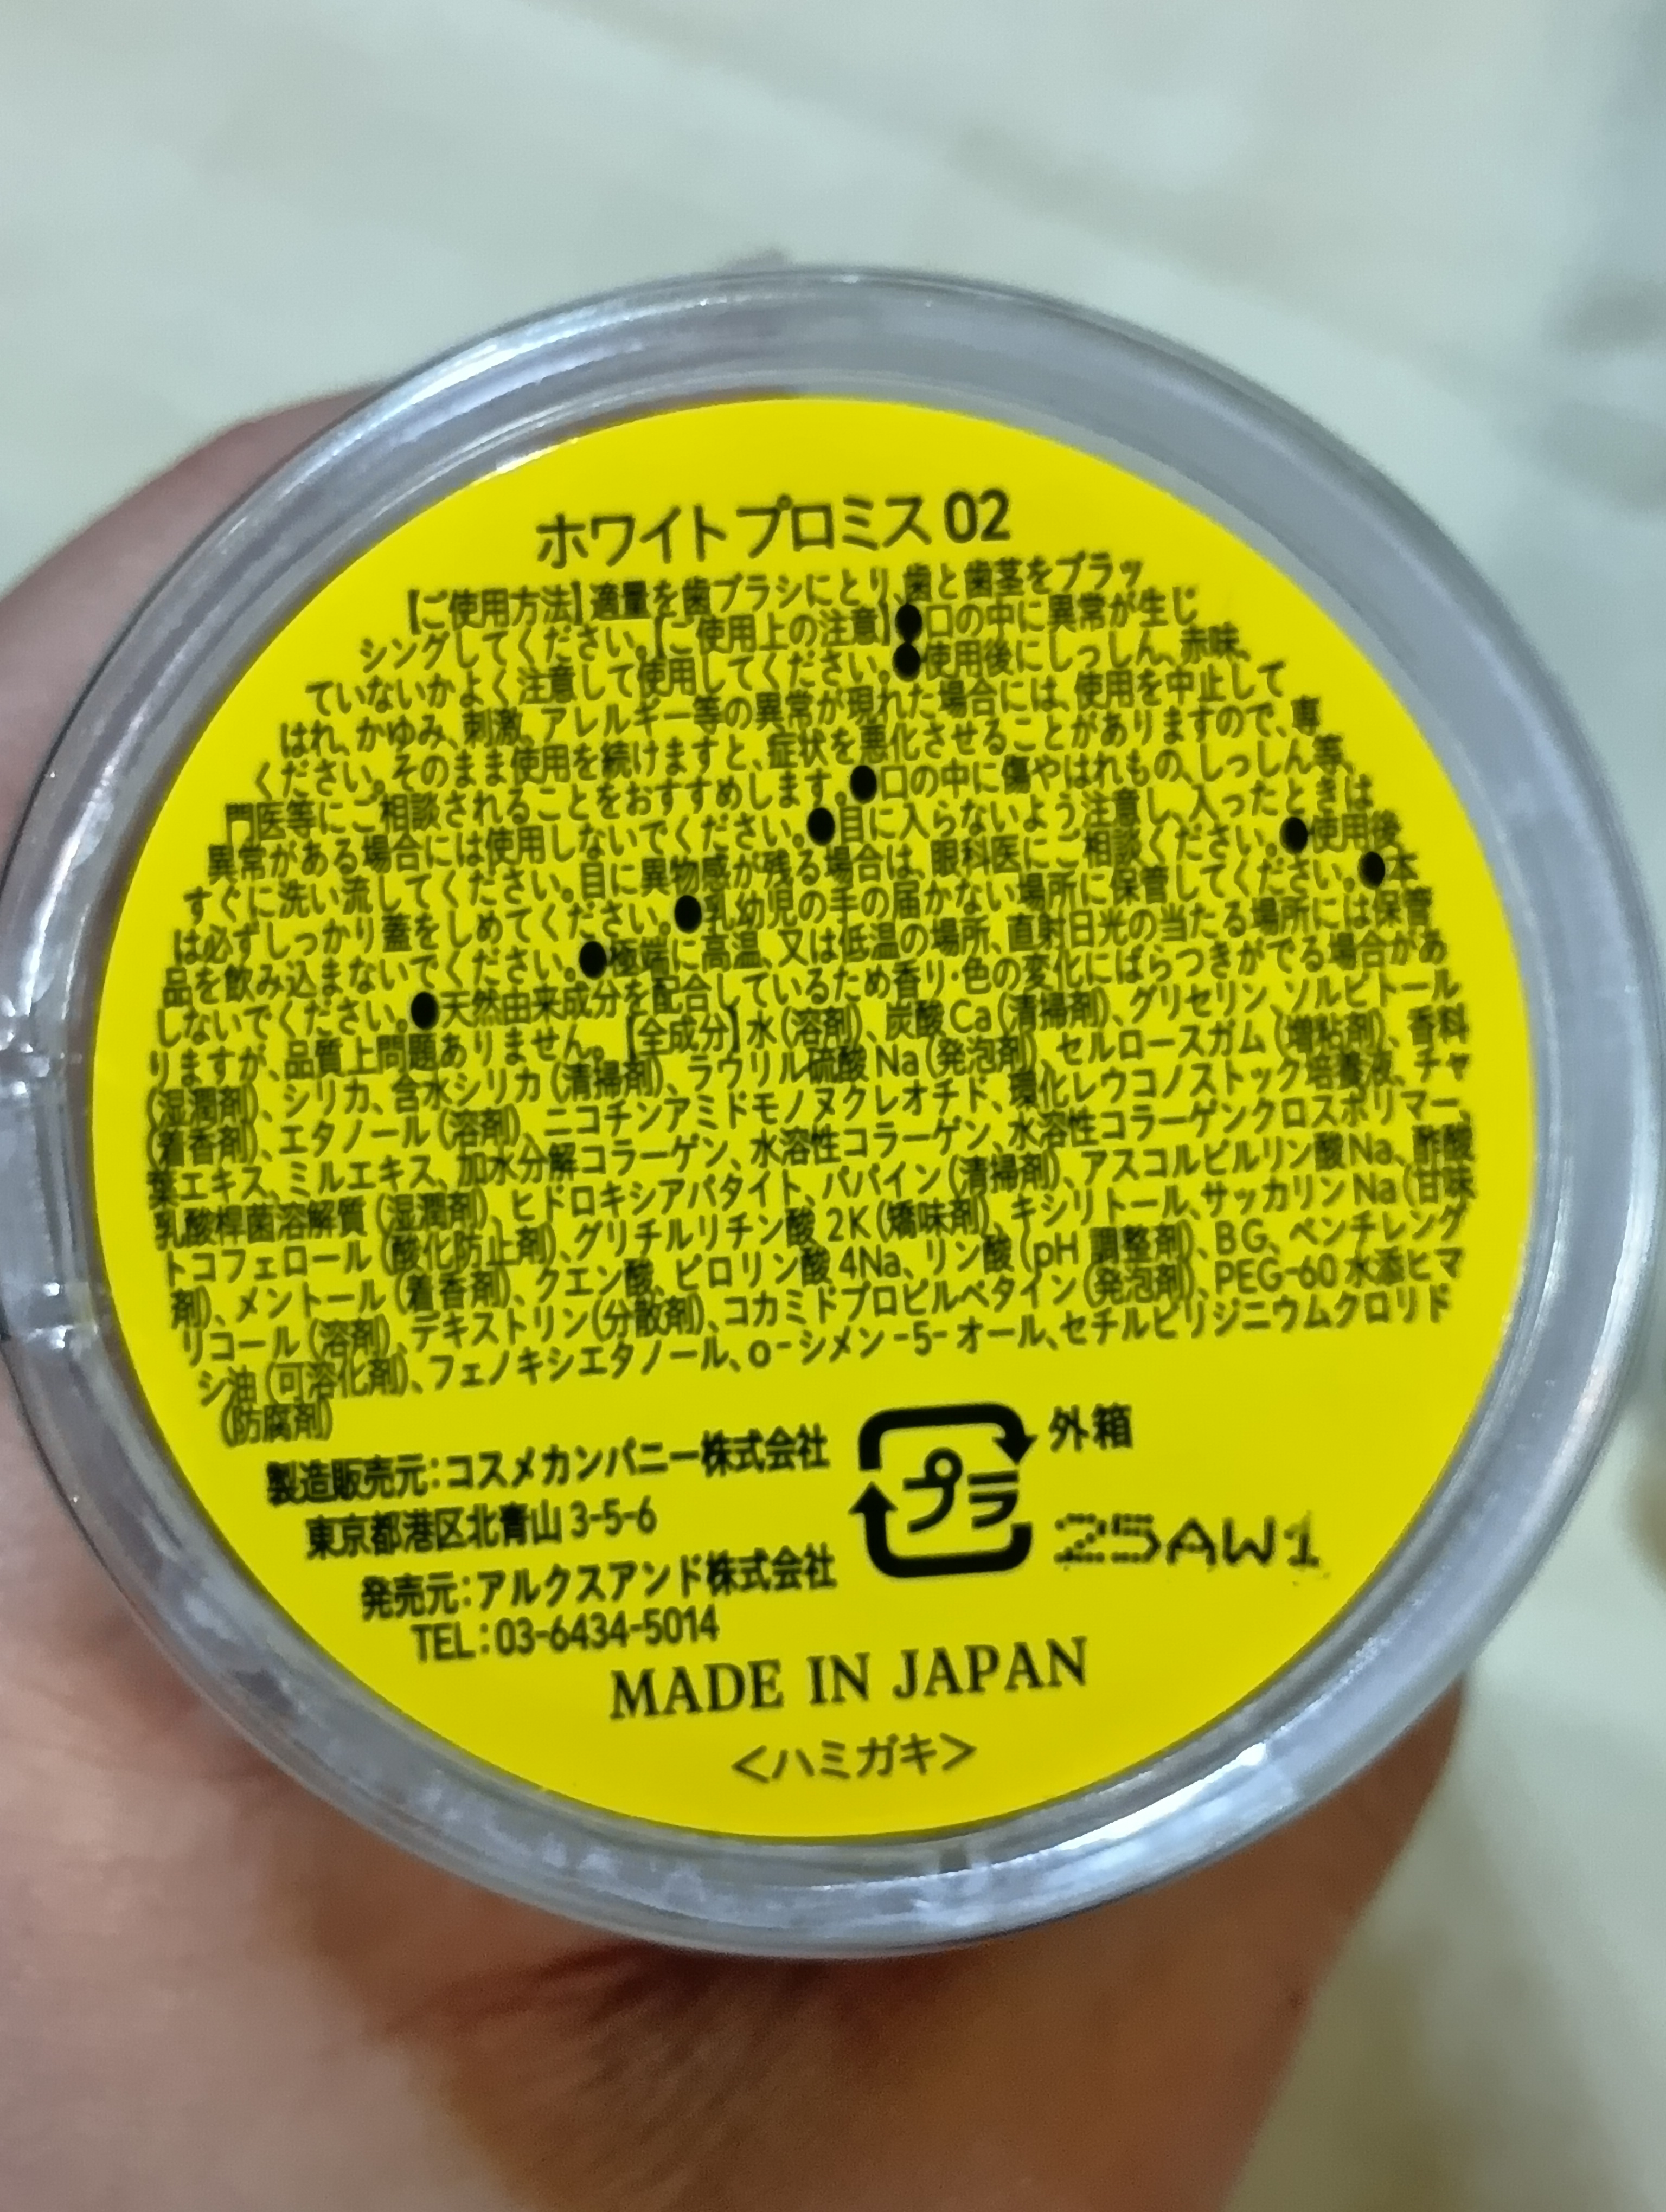 ホワイトプロミス 02
【ご使用方法】適量を歯ブラシにとり、歯と歯茎をブラッ
シングしてください。【ご使用上の注意】●口の中に異常が生じ
ていないかよく注意して使用してください。●使用後にしっしん、赤味、
はれ、かゆみ、刺激、アレルギー等の異常が現れた場合には、使用を中止して
ください。そのまま使用を続けますと、症状を悪化させることがありますので、専
門医等にご相談されることをおすすめします。●口の中に傷やはれもの、しっしん等、
異常がある場合には使用しないでください。●目に入らないよう注意し、入ったときは
すぐに洗い流してください。目に異物感が残る場合は、眼科医にご相談ください。●使用後
は必ずしっかり蓋をしめてください。●乳幼児の手の届かない場所に保管してください。●本
品を飲み込まないでください。●極端に高温、又は低温の場所、直射日光の当たる場所には保管
しないでください。●天然由来成分を配合しているため香り・色の変化にばらつきがでる場合があ
りますが、品質上問題ありません。【全成分】水（溶剤）、炭酸Ca（清掃剤）、グリセリン、ソルビトール
（湿潤剤）、シリカ、含水シリカ（清掃剤）、ラウリル硫酸Na（発泡剤）、セルロースガム（増粘剤）、香料
（着香剤）、エタノール（溶剤）、ニコチンアミドモノヌクレオチド、環化レウコノストック培養液、チャ
葉エキス、ミルエキス、加水分解コラーゲン、水溶性コラーゲン、水溶性コラーゲンクロスポリマー、
乳酸桿菌溶解質（湿潤剤）、ヒドロキシアパタイト、パパイン（清掃剤）、アスコルビルリン酸Na、酢酸
トコフェロール（酸化防止剤）、グリチルリチン酸2K（矯味剤）、キシリトール、サッカリンNa（甘味
剤）、メントール（着香剤）、クエン酸、ピロリン酸4Na、リン酸（pH 調整剤）、BG、ペンチレング
リコール（溶剤）、デキストリン（分散剤）、コカミドプロピルベタイン（発泡剤）、PEG-60水添ヒマ
シ油（可溶化剤）、フェノキシエタノール、o-シメン-5-オール、セチルピリジニウムクロリド
（防腐剤）
製造販売元：コスメカンパニー株式会社
東京都港区北青山 3-5-6
発売元：アルクスアンド株式会社
TEL：03-6434-5014
プラ
外箱
25AW1
MADE IN JAPAN
＜ハミガキ＞